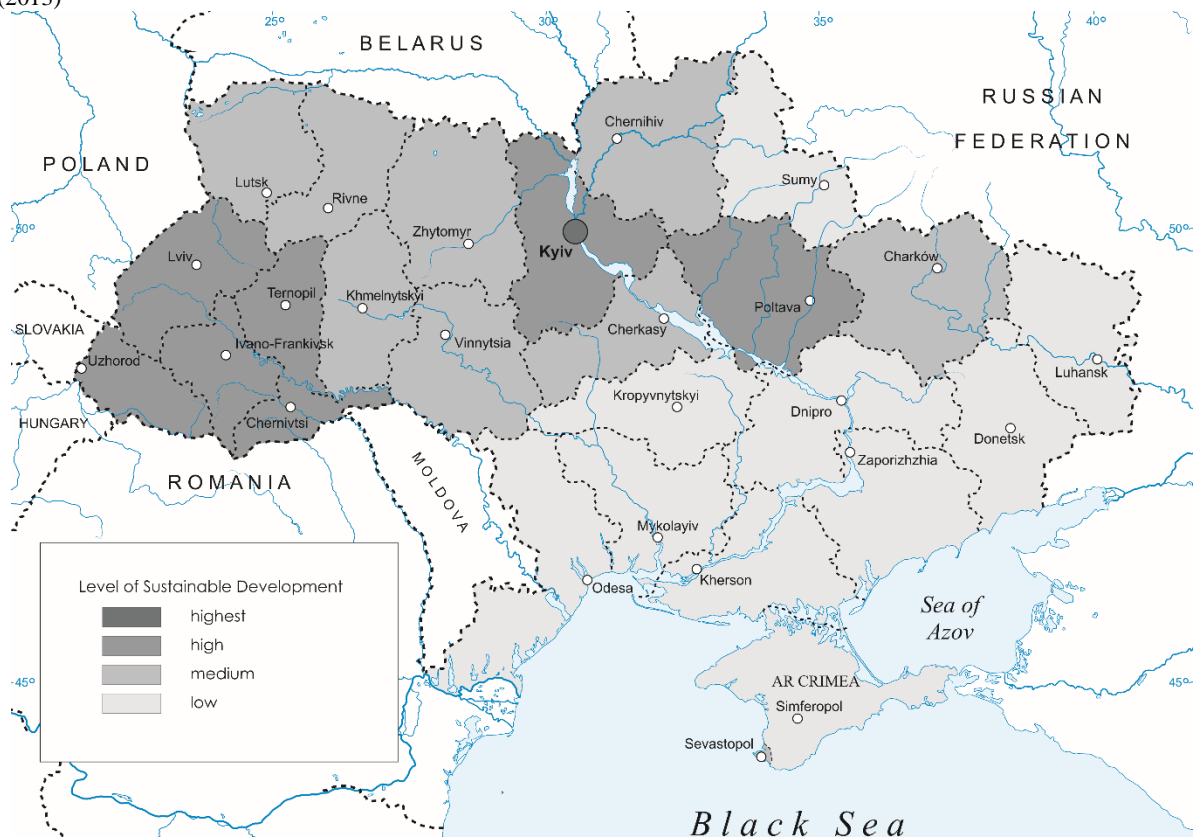 (2013)
25°
30°
35°
40°
BELARUS
RUSSIAN
FEDERATION
Chernihiv
POLAND
Sumy
Lutsk
Rivne
50°
50°
Zhytomyr
Kyiv
Lviv
Charków
Ternopil
Khmelnytskyi
Poltava
SLOVAKIA
Cherkasy
Ivano-Frankivsk
Vinnytsia
Uzhorod
Luhansk
Kropyvnytskyi
Dnipro
HUNGARY
Chernivtsi
Donetsk
Zaporizhzhia
ROMANIA
MOLDOVA
Mykolayiv
Kherson
Odesa
Level of Sustainable Development
highest
high
medium
low
Sea of
Azov
45°
45°
AR CRIMEA
Simferopol
Sevastopol
Black Sea